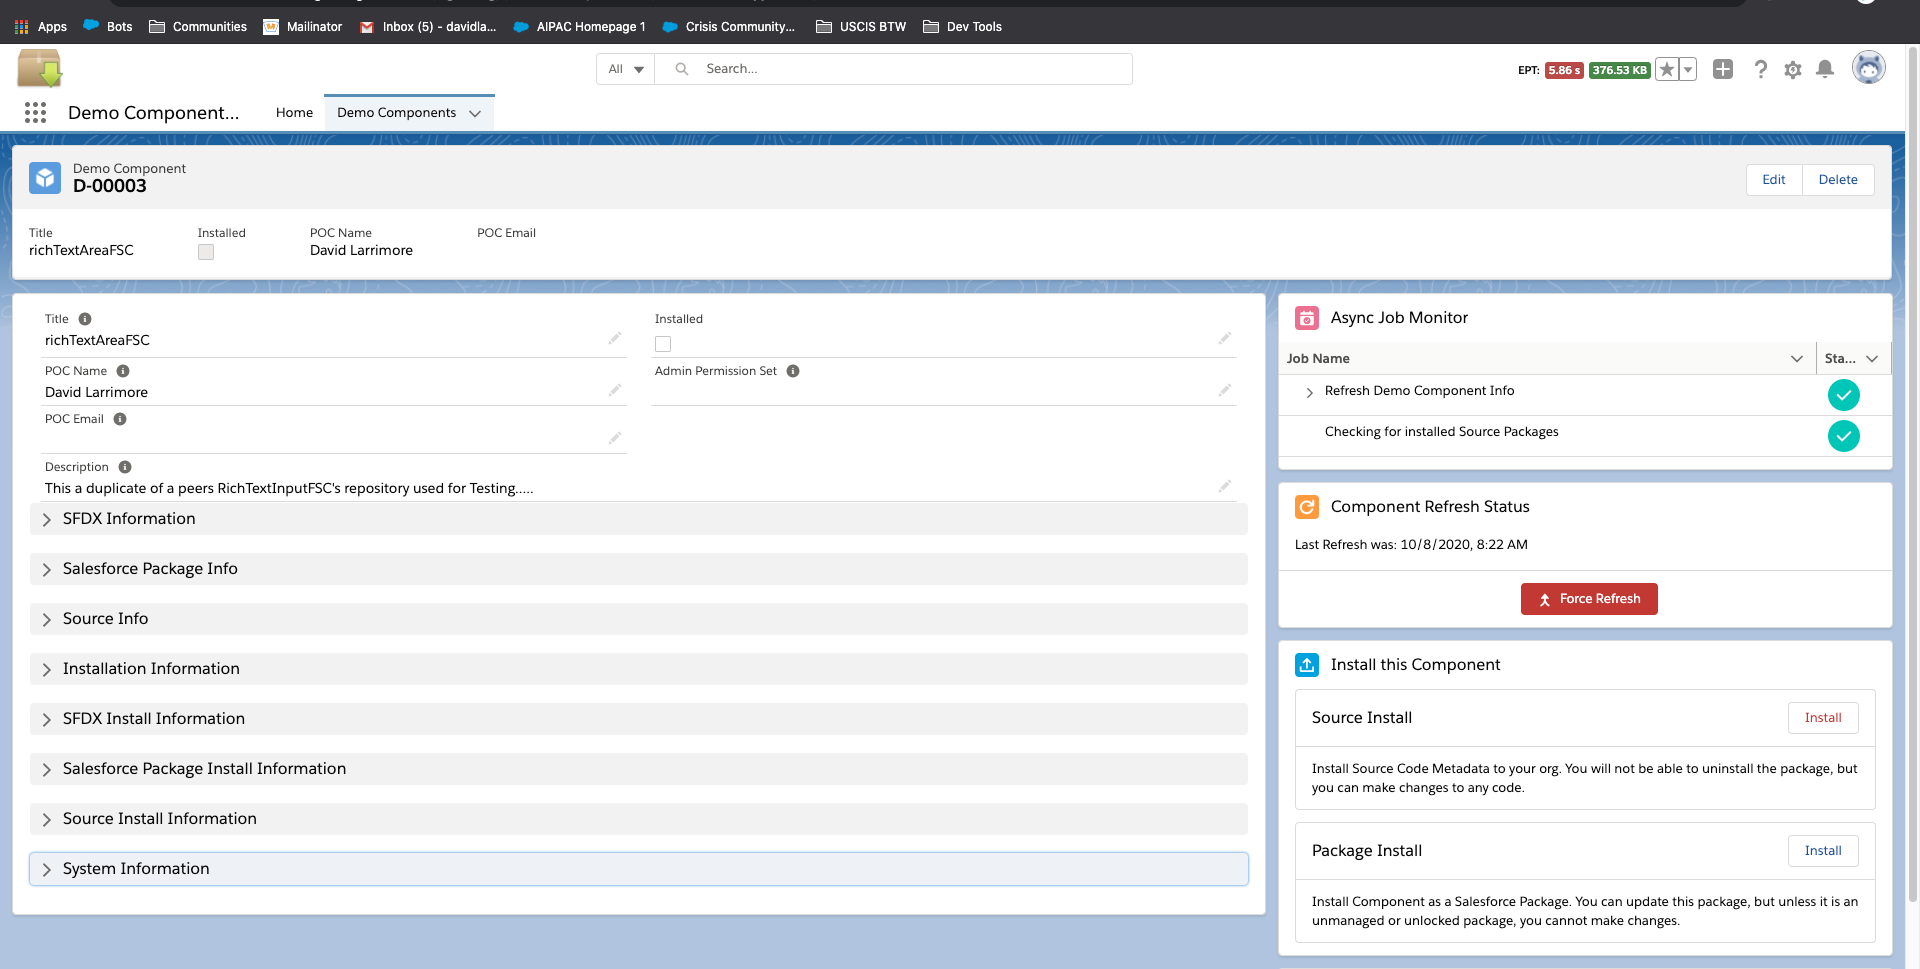 Apps
Bots
Communities
Mailinator
Inbox (5) - davidla...
AIPAC Homepage 1
Crisis Community...
USCIS BTW
Dev Tools
All
Search...
EPT: 5.86 s 376.53 KB
Demo Component...
Home
Demo Components
Demo Component
D-00003
Edit
Delete
Title
richTextAreaFSC
Installed
POC Name
David Larrimore
POC Email
Title
richTextAreaFSC
Installed
POC Name
David Larrimore
Admin Permission Set
POC Email
Description
This a duplicate of a peers RichTextInputFSC's repository used for Testing.....
SFDX Information
Salesforce Package Info
Source Info
Installation Information
SFDX Install Information
Salesforce Package Install Information
Source Install Information
System Information
Async Job Monitor
Job Name
Sta...
Refresh Demo Component Info
Checking for installed Source Packages
Component Refresh Status
Last Refresh was: 10/8/2020, 8:22 AM
Force Refresh
Install this Component
Source Install
Install
Install Source Code Metadata to your org. You will not be able to uninstall the package, but
you can make changes to any code.
Package Install
Install
Install Component as a Salesforce Package. You can update this package, but unless it is an
unmanaged or unlocked package, you cannot make changes.